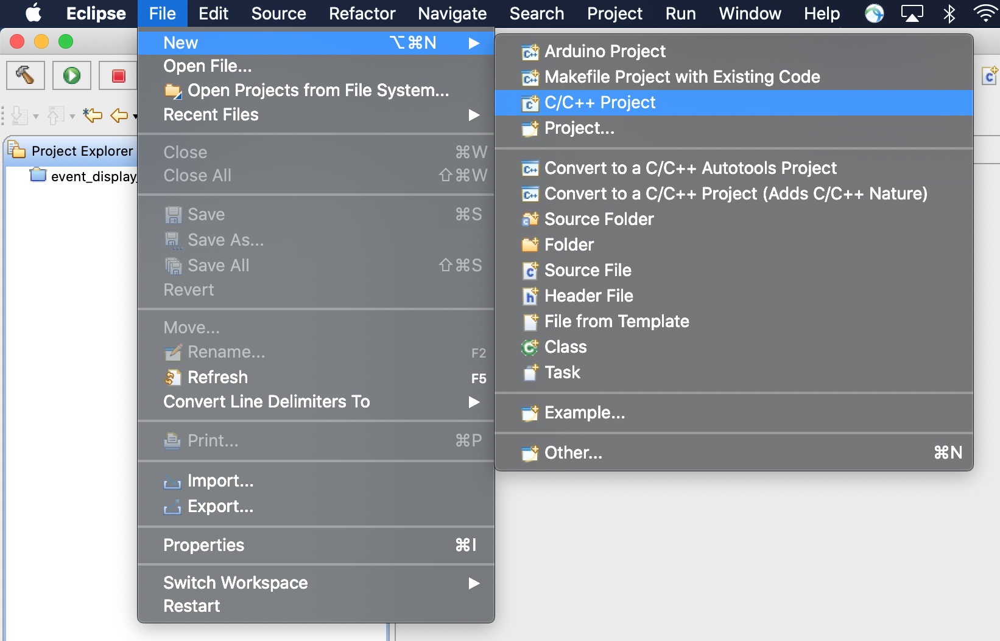 Eclipse File Edit Source Refactor Navigate Search Project Run Window Help
New ⌥⌘N ▶
Open File...
Open Projects from File System...
Recent Files ▶
Close ⌘W
Close All ⇧⌘W
Save ⌘S
Save As...
Save All ⇧⌘S
Revert
Move...
Rename... F2
Refresh F5
Convert Line Delimiters To ▶
Print... ⌘P
Import...
Export...
Properties ⌘I
Switch Workspace ▶
Restart
Arduino Project
Makefile Project with Existing Code
C/C++ Project
Project...
Convert to a C/C++ Autotools Project
Convert to a C/C++ Project (Adds C/C++ Nature)
Source Folder
Folder
Source File
Header File
File from Template
Class
Task
Example...
Other... ⌘N
Project Explorer
event_display_